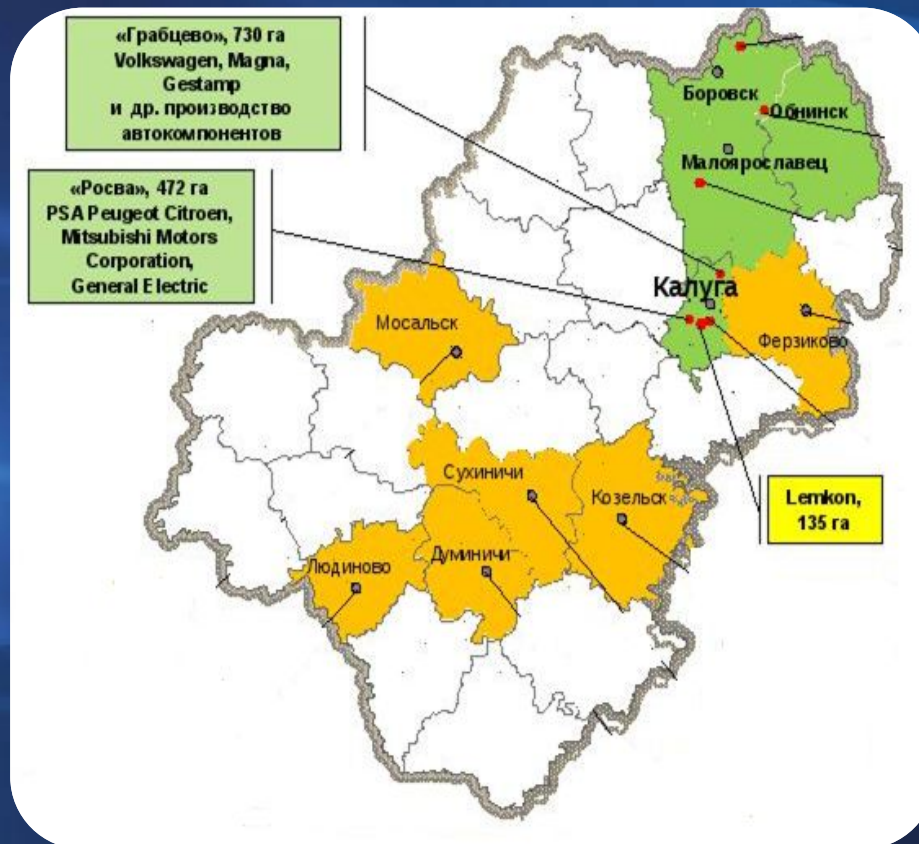 «Грабцево», 730 га
Volkswagen, Magna,
Gestamp
и др. производство
автокомпонентов
Боровск
Обнинск
Малоярославец
«Росва», 472 га
PSA Peugeot Citroen,
Mitsubishi Motors
Corporation,
General Electric
Калуга
Мосальск
Ферзиково
Сухиничи
Козельск
Lemkon,
135 га
Людиново
Думиничи